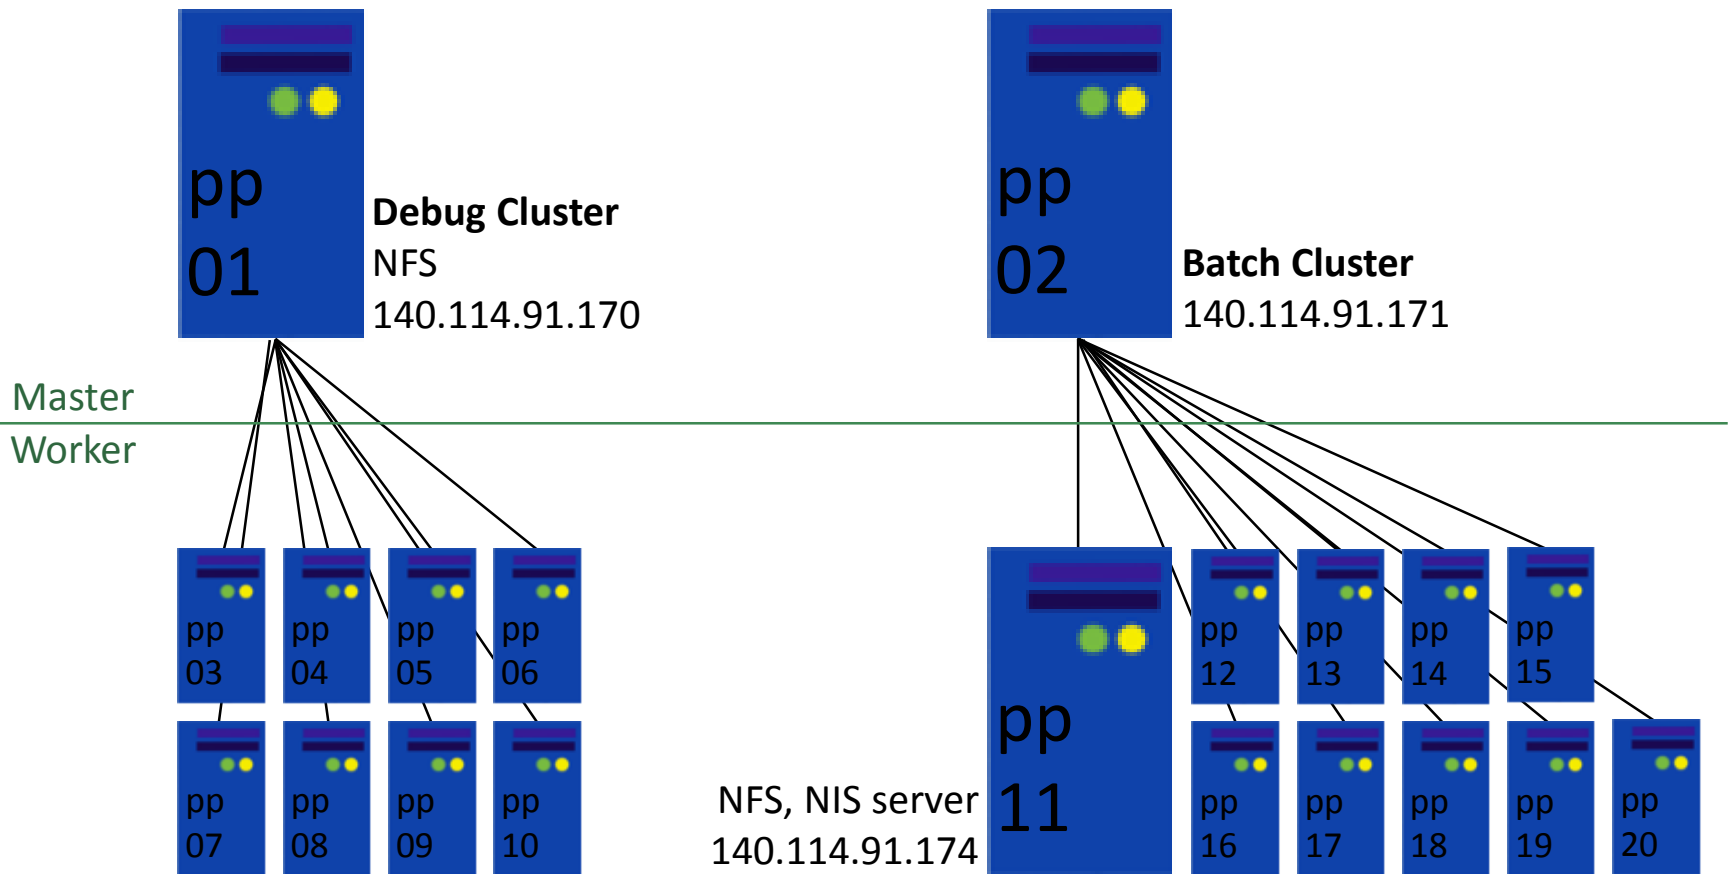 pp
01
Debug Cluster
NFS
140.114.91.170
pp
02
Batch Cluster
140.114.91.171
Master
Worker
pp
03
pp
04
pp
05
pp
06
pp
07
pp
08
pp
09
pp
10
NFS, NIS server
140.114.91.174
pp
11
pp
12
pp
13
pp
14
pp
15
pp
16
pp
17
pp
18
pp
19
pp
20